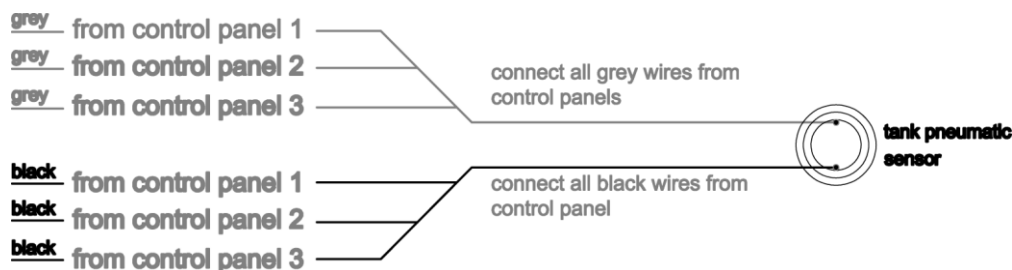 grey from control panel 1
grey from control panel 2
grey from control panel 3
connect all grey wires from
control panels
tank pneumatic
sensor
black from control panel 1
black from control panel 2
black from control panel 3
connect all black wires from
control panel